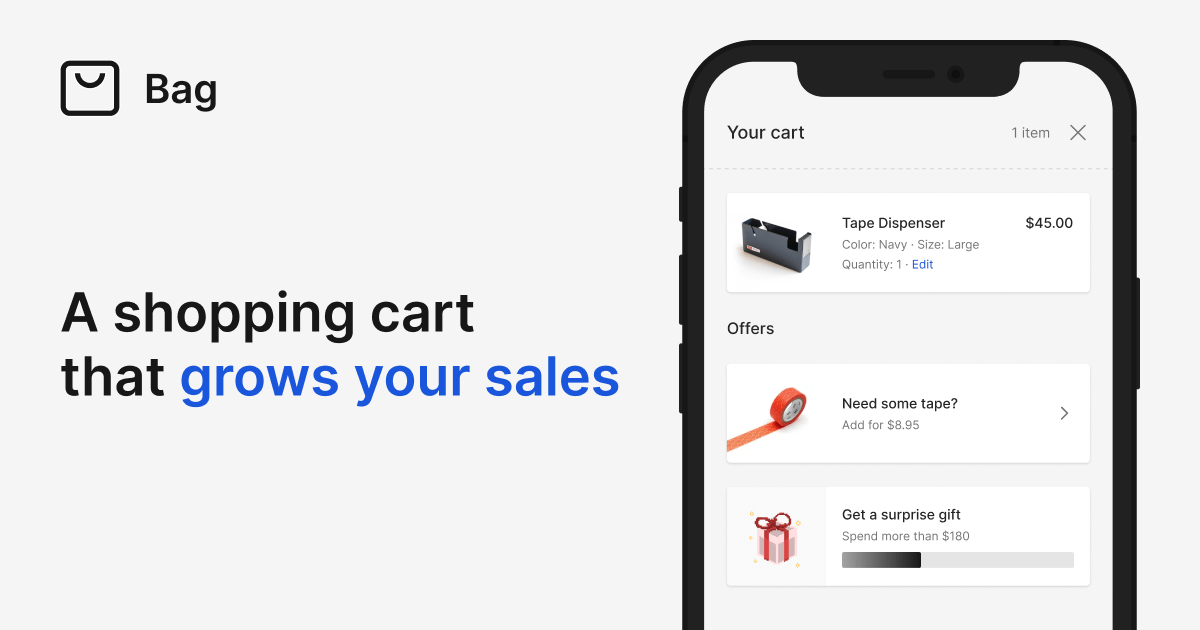 Bag
A shopping cart
that grows your sales
Your cart
1 item
Tape Dispenser
$45.00
Color: Navy · Size: Large
Quantity: 1 · Edit
Offers
Need some tape?
Add for $8.95
Get a surprise gift
Spend more than $180